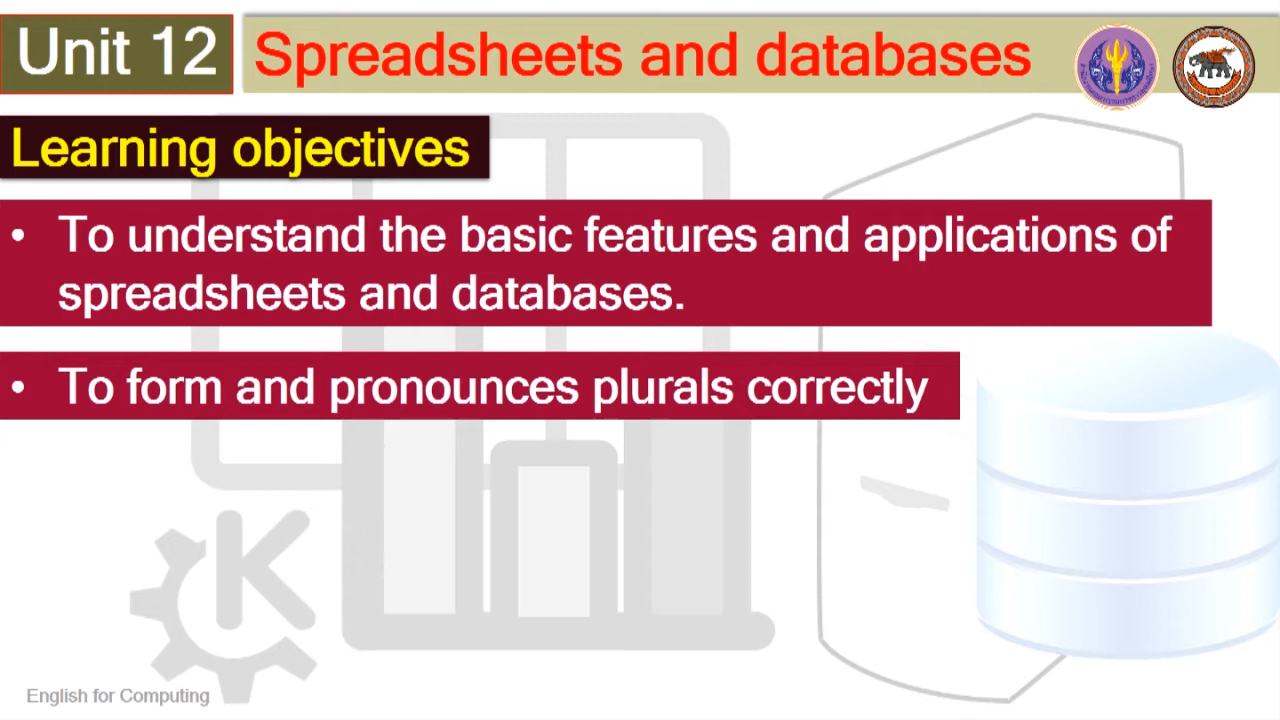 Unit 12
Spreadsheets and databases
Learning objectives
• To understand the basic features and applications of
spreadsheets and databases.
• To form and pronounces plurals correctly
English for Computing